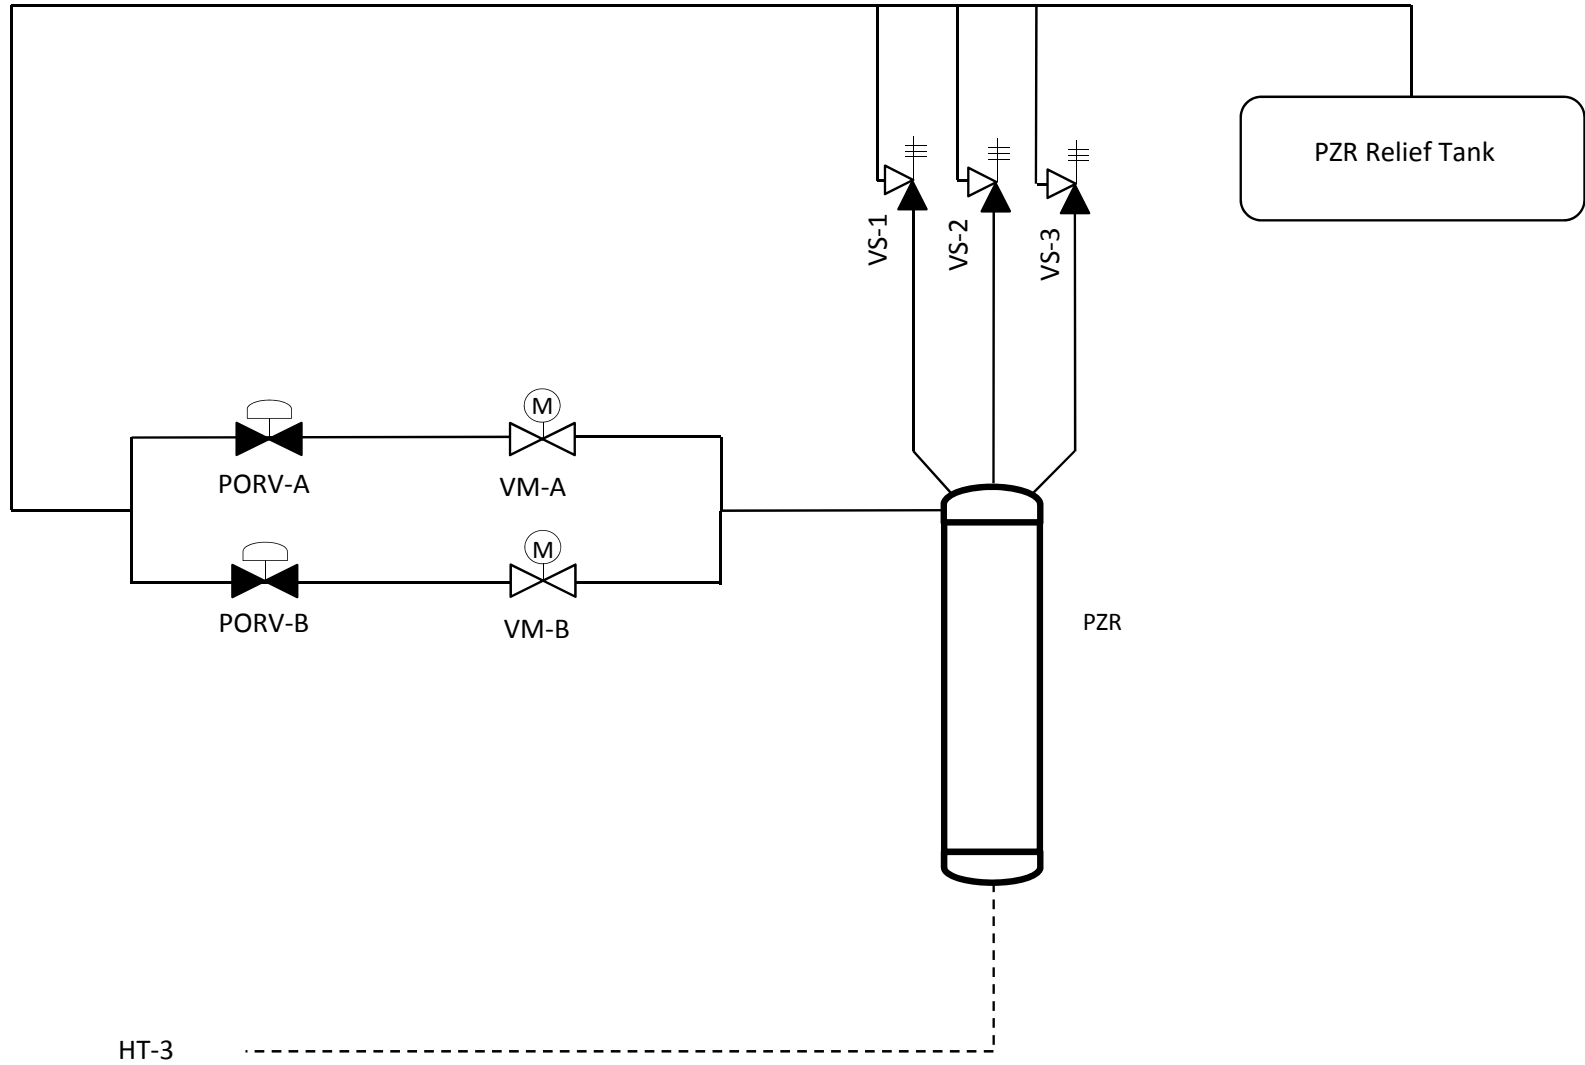 PZR Relief Tank
VS-1
VS-2
VS-3
M
PORV-A
VM-A
M
PORV-B
VM-B
PZR
HT-3